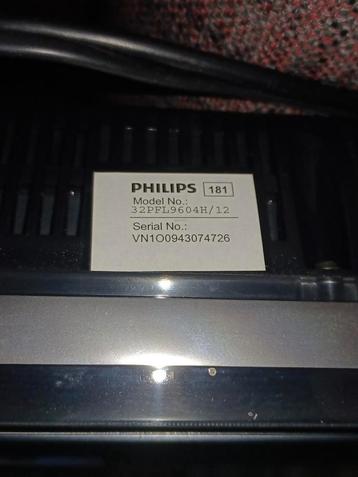 PHILIPS 181
Model No.:
32PFL9604H/12
Serial No.:
VN1O0943074726